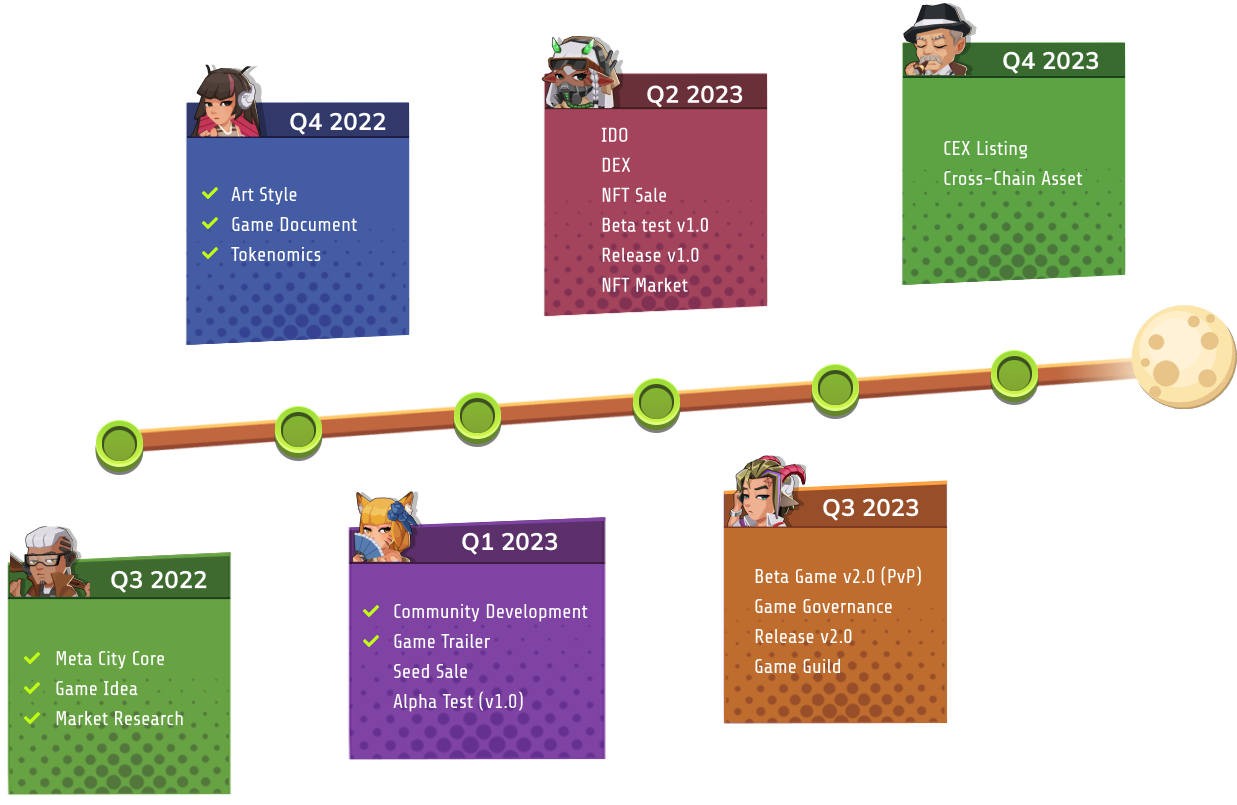 Q3 2022
Meta City Core
Game Idea
Market Research
Q4 2022
Art Style
Game Document
Tokenomics
Q1 2023
Community Development
Game Trailer
Seed Sale
Alpha Test (v1.0)
Q2 2023
IDO
DEX
NFT Sale
Beta test v1.0
Release v1.0
NFT Market
Q3 2023
Beta Game v2.0 (PvP)
Game Governance
Release v2.0
Game Guild
Q4 2023
CEX Listing
Cross-Chain Asset